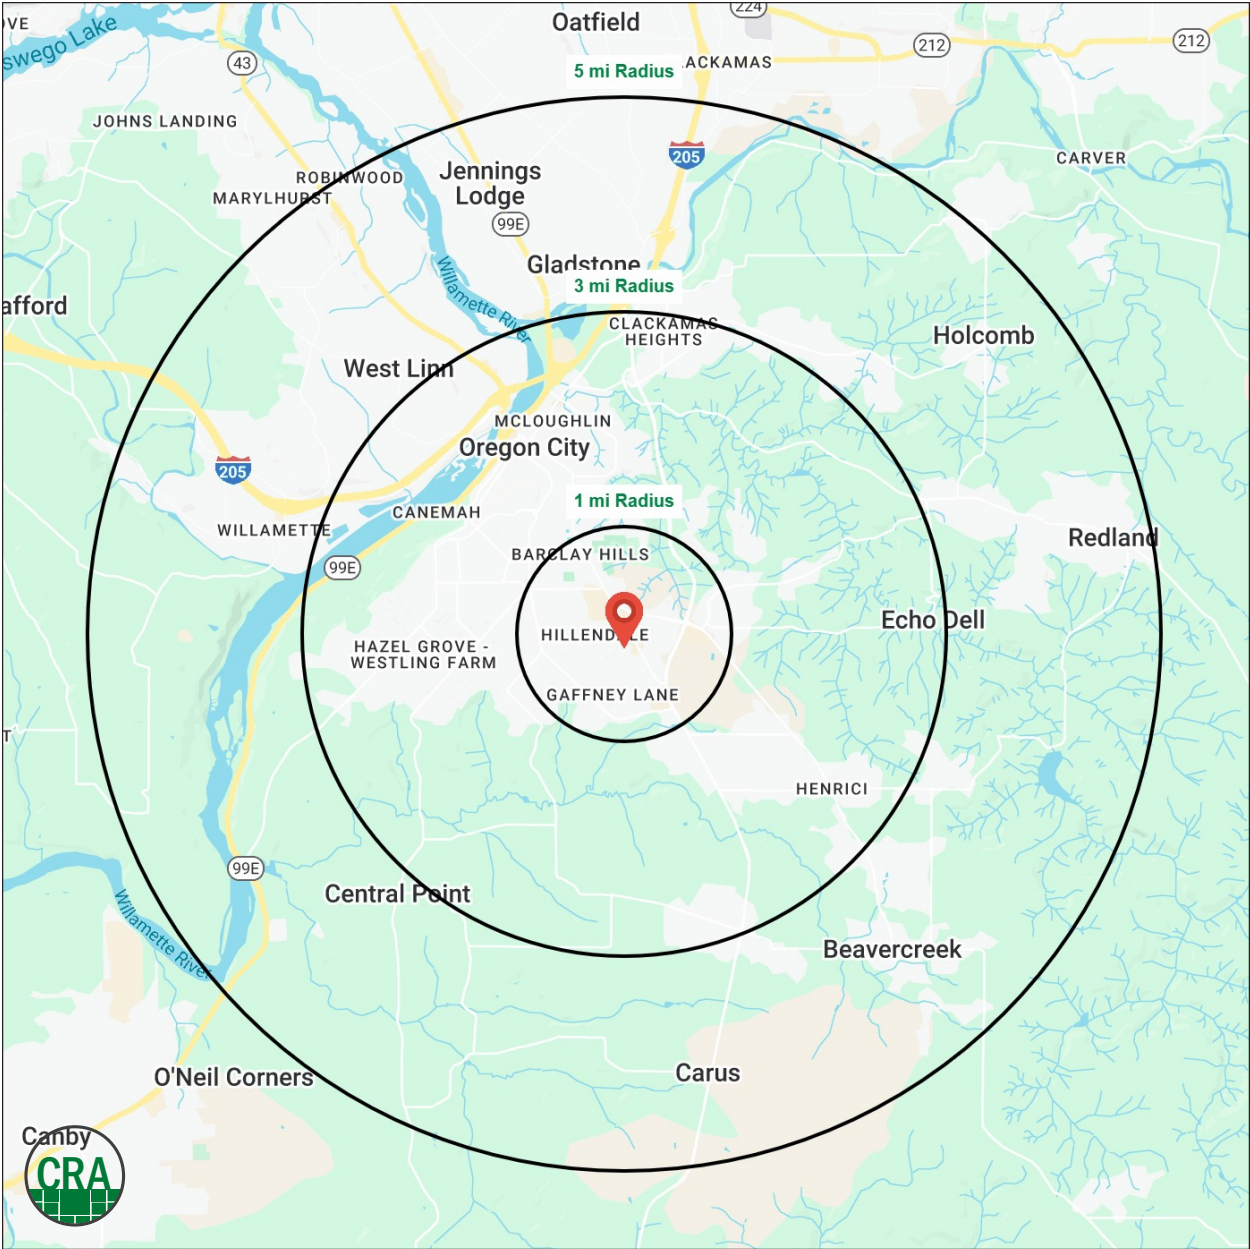 OVE
Oatfield
224
212
212
swego Lake
43
ACKAMAS
5 mi Radius
JOHNS LANDING
205
CARVER
ROBINWOOD
MARYLHURST
Jennings
Lodge
99E
Gladstone
Willamette River
3 mi Radius
afford
CLACKAMAS
HEIGHTS
Holcomb
West Linn
MCLOUGHLIN
Oregon City
205
1 mi Radius
CANEMAH
WILLAMETTE
Redland
BARCLAY HILLS
99E
Echo Dell
HILLENDALE
HAZEL GROVE -
WESTLING FARM
GAFFNEY LANE
T
HENRICI
99E
Central Point
Willamette River
Beavercreek
O'Neil Corners
Carus
Canby
CRA